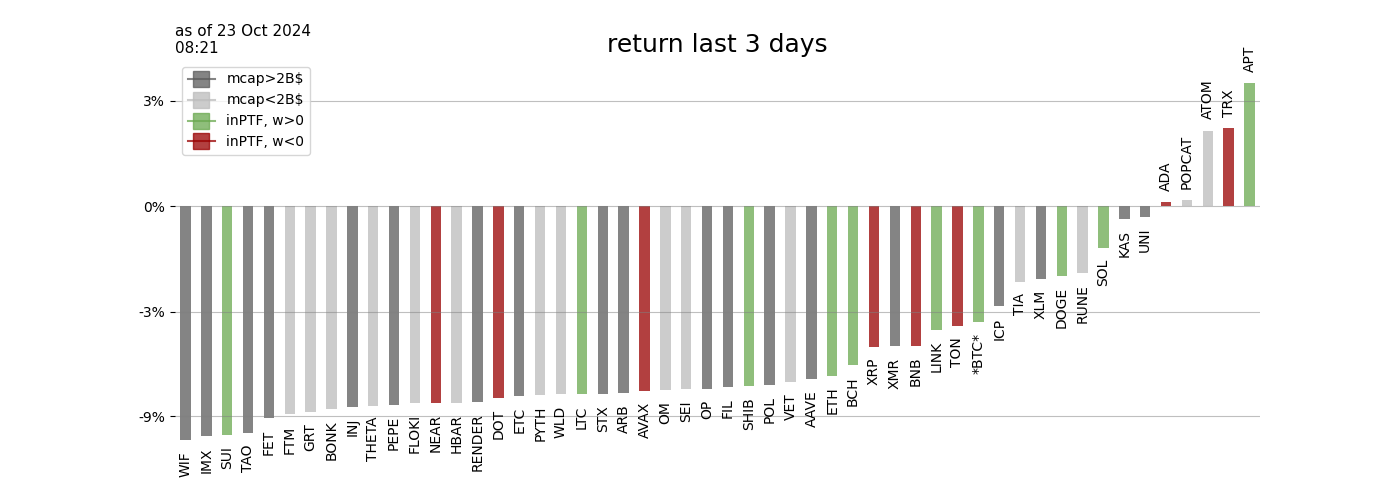 as of 23 Oct 2024
08:21
return last 3 days
mcap>2B$
mcap<2B$
inPTF, w>0
inPTF, w<0
3%
0%
-3%
-9%
WIF
IMX
SUI
TAO
FET
FTM
GRT
BONK
INJ
THETA
PEPE
FLOKI
NEAR
HBAR
RENDER
DOT
ETC
PYTH
WLD
LTC
STX
ARB
AVAX
OM
SEI
OP
FIL
SHIB
POL
VET
AAVE
ETH
BCH
XRP
XMR
BNB
LINK
TON
*BTC*
ICP
TIA
XLM
DOGE
RUNE
SOL
KAS
UNI
ADA
POPCAT
ATOM
TRX
APT